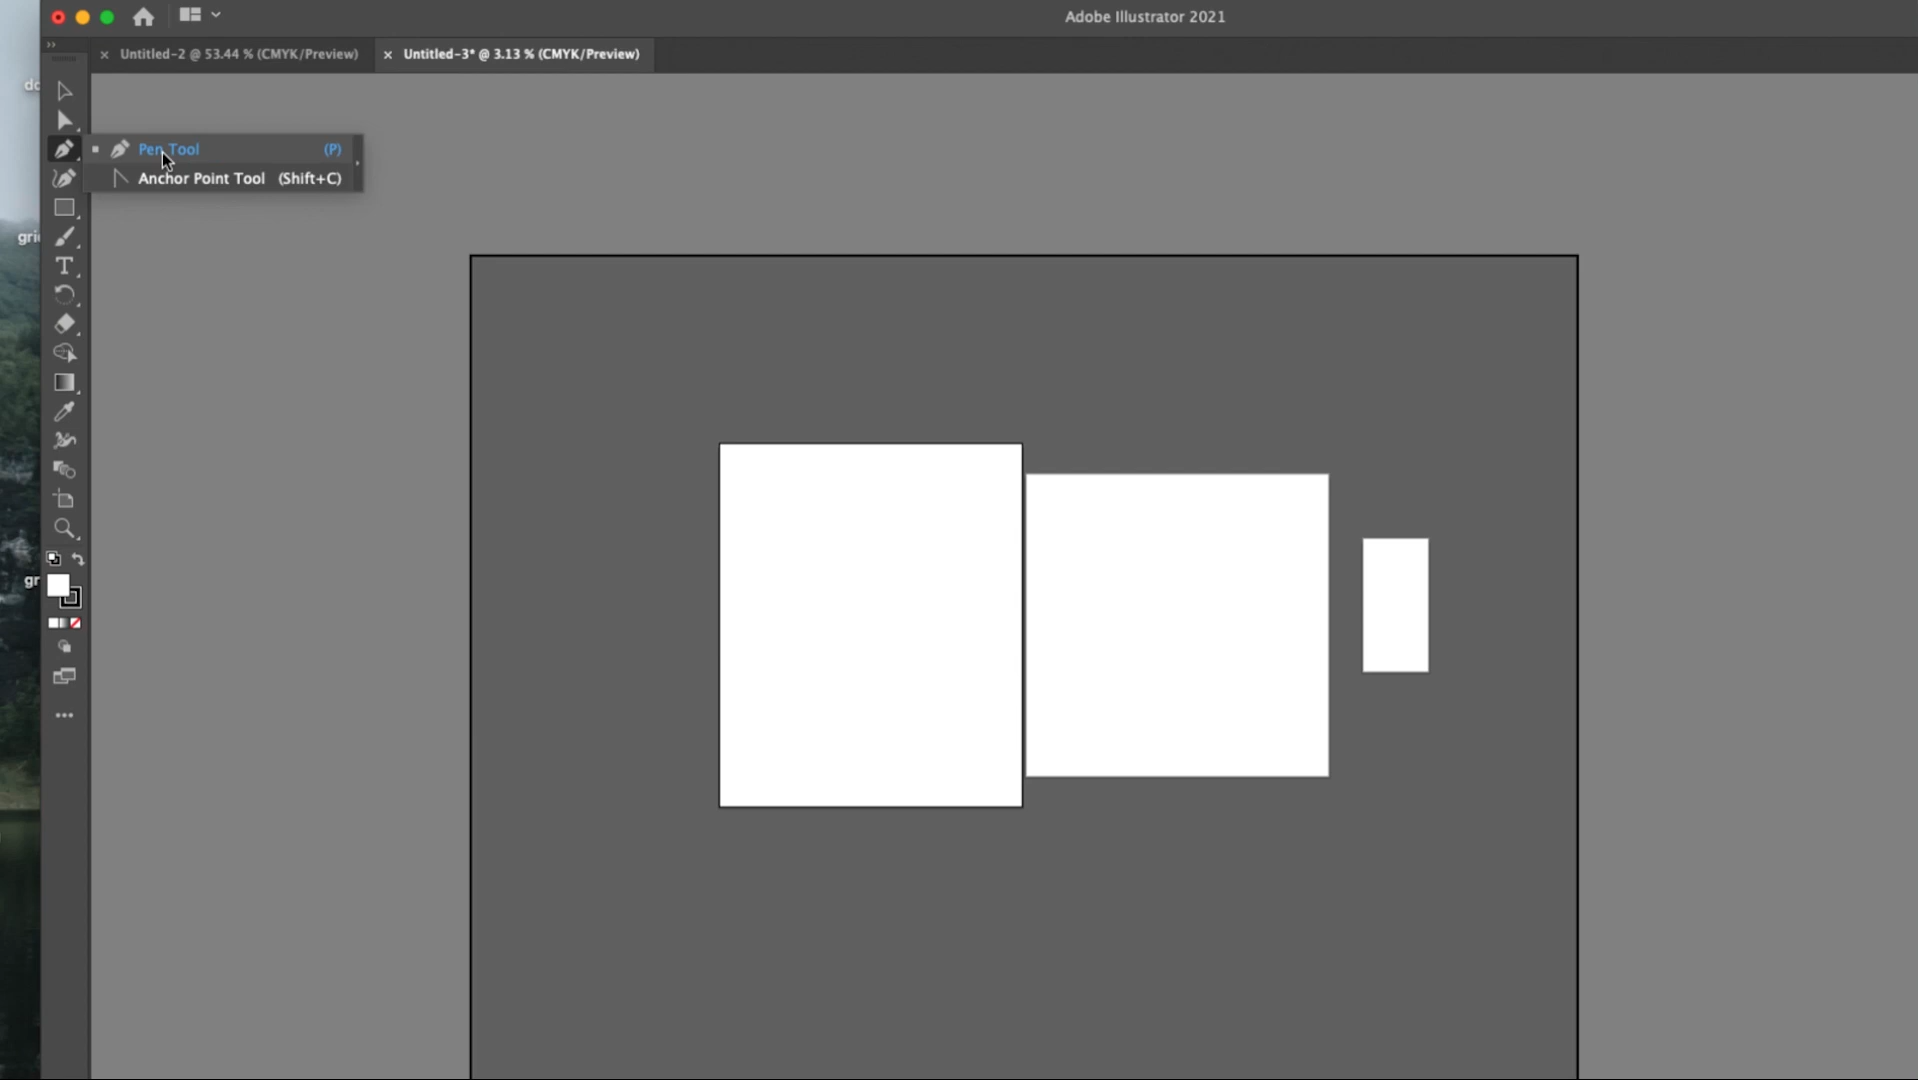 Adobe Illustrator 2021
Untitled-2 @ 53.44 % (CMYK/Preview)
Untitled-3* @ 3.13 % (CMYK/Preview)
Pen Tool (P)
Anchor Point Tool (Shift+C)